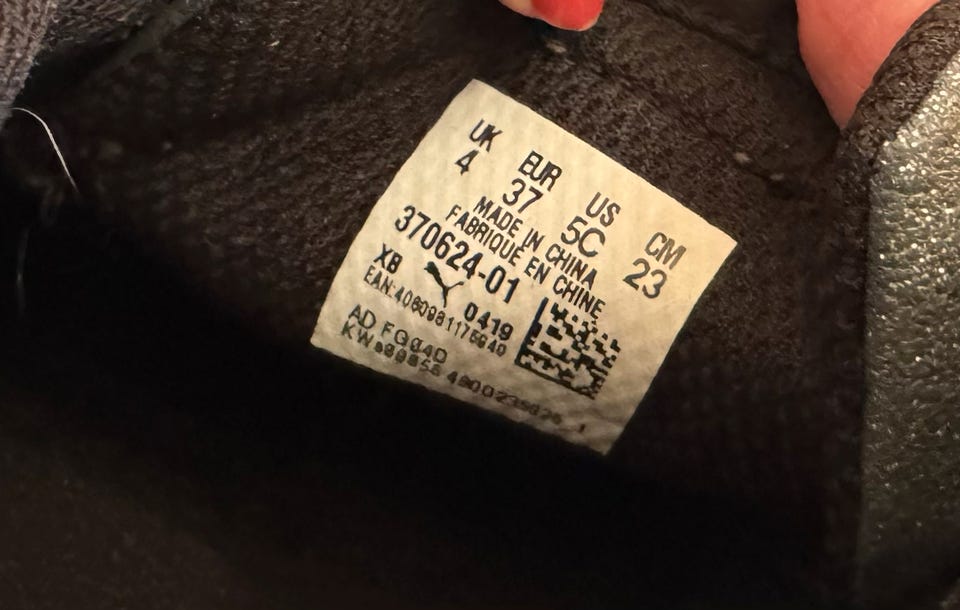 UK EUR US CM
4 37 5C 23
MADE IN CHINA
FABRIQUE EN CHINE
370624-01
XB 0419
AD FG04D